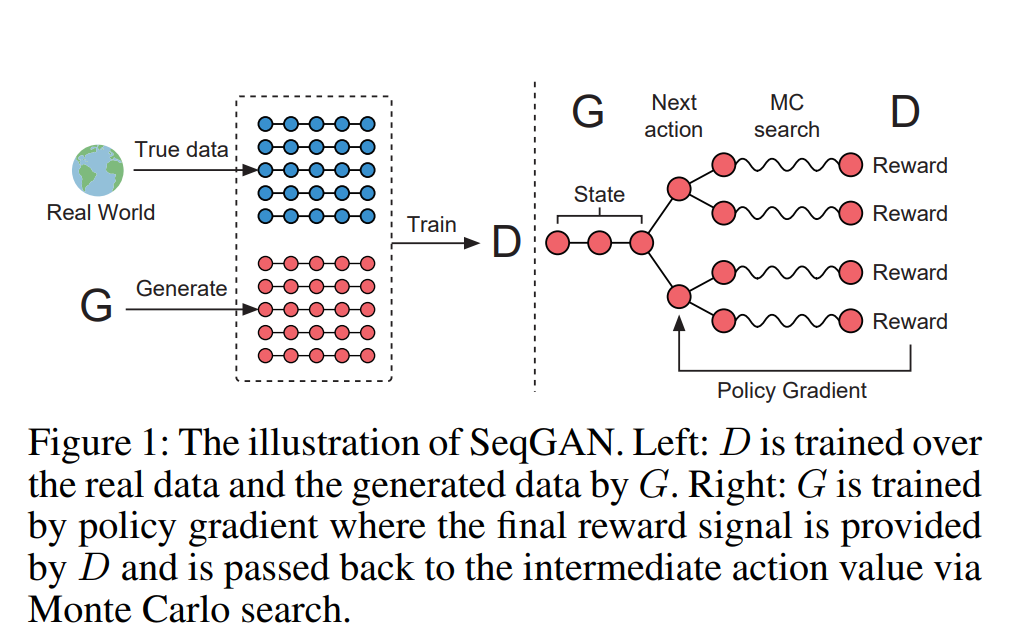 True data
Real World
G
Generate
Train
D
G
Next
action
MC
search
D
State
Reward
Reward
Reward
Reward
Policy Gradient
Figure 1: The illustration of SeqGAN. Left: D is trained over
the real data and the generated data by G. Right: G is trained
by policy gradient where the final reward signal is provided
by D and is passed back to the intermediate action value via
Monte Carlo search.